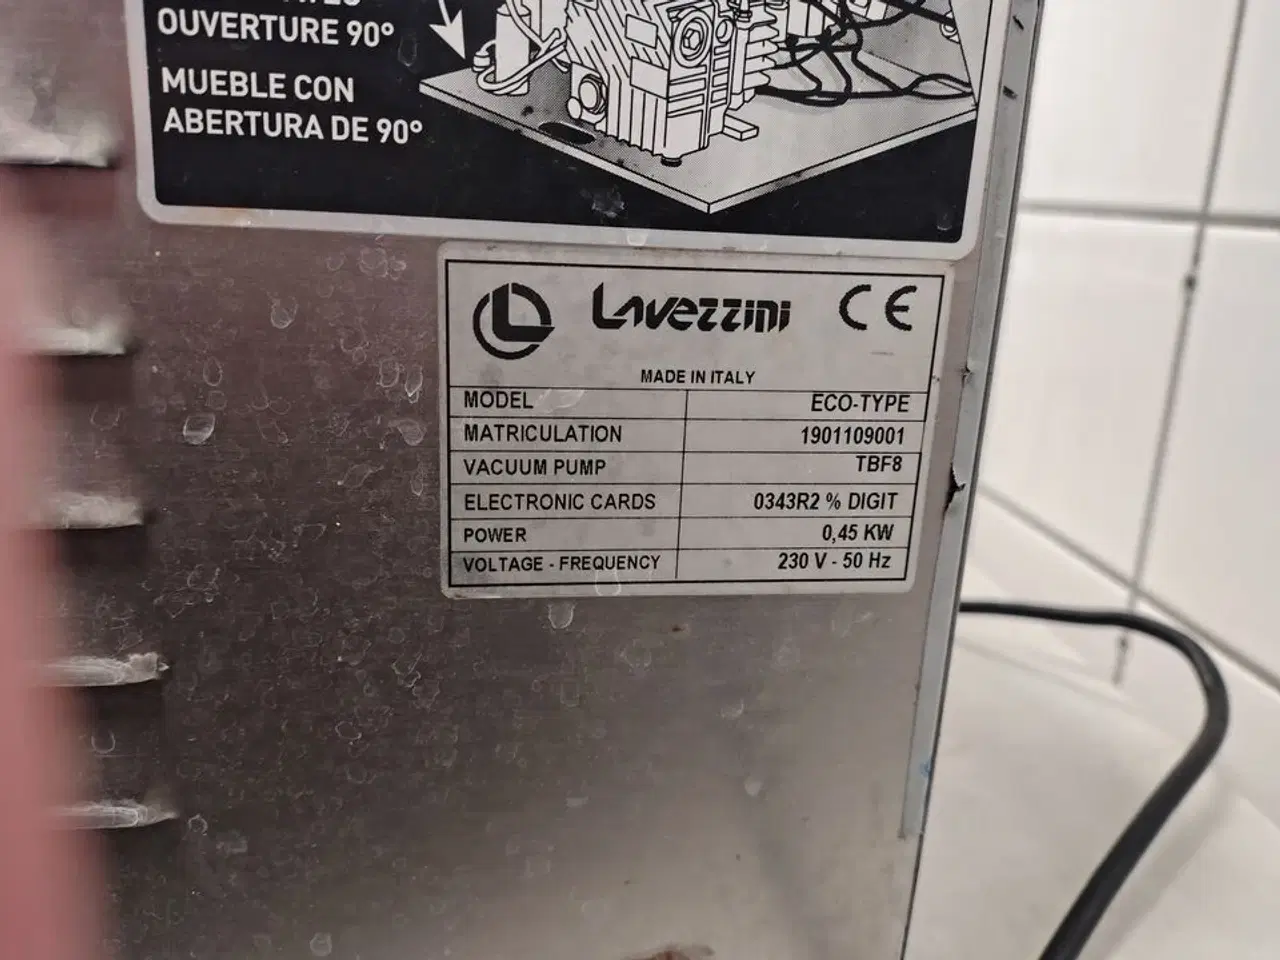 OUVERTURE 90°
MUEBLE CON
ABERTURA DE 90°
Lavezzini CE
MADE IN ITALY
MODEL ECO-TYPE
MATRICULATION 1901109001
VACUUM PUMP TBF8
ELECTRONIC CARDS 0343R2 % DIGIT
POWER 0,45 KW
VOLTAGE - FREQUENCY 230 V - 50 Hz